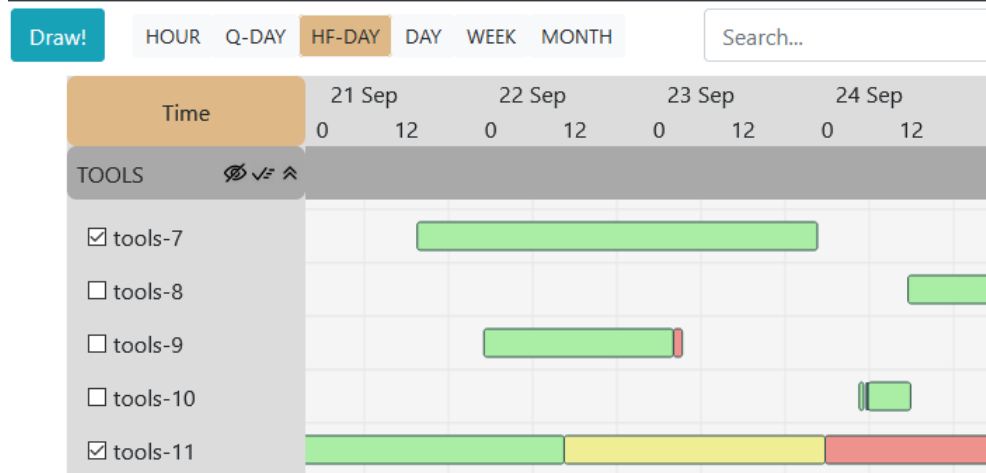 Draw! HOUR Q-DAY HF-DAY DAY WEEK MONTH Search...
Time 21 Sep 22 Sep 23 Sep 24 Sep
0 12 0 12 0 12 0 12
TOOLS
tools-7
tools-8
tools-9
tools-10
tools-11